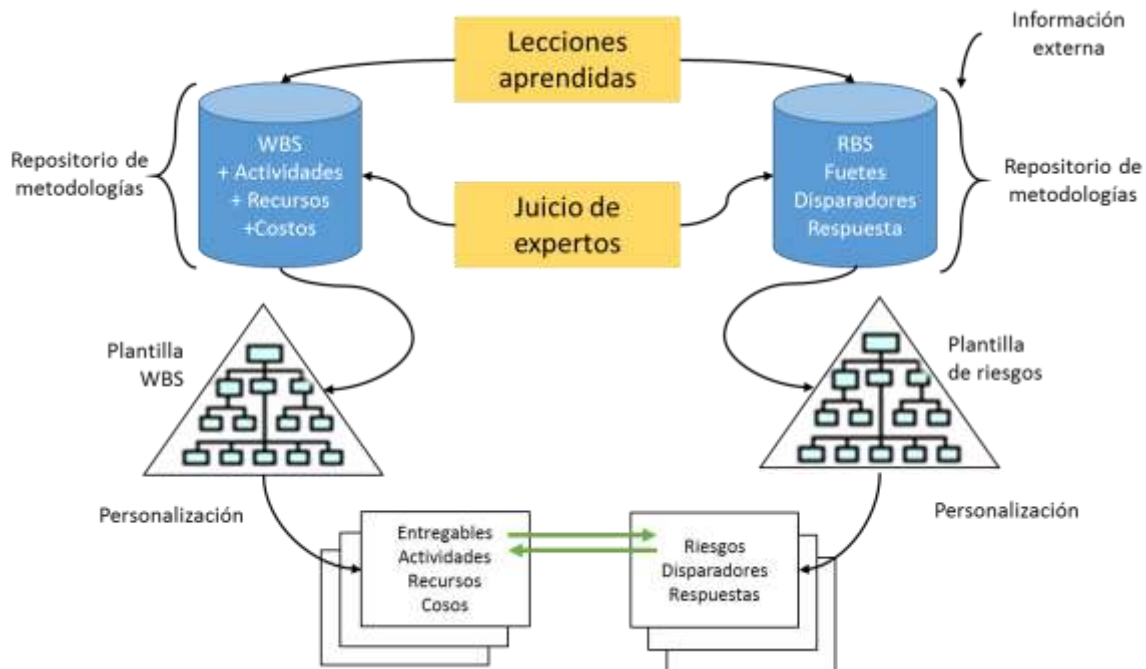 Lecciones
aprendidas
Información
externa
Repositorio de
metodologías
WBS
+ Actividades
+ Recursos
+Costos
Juicio de
expertos
RBS
Fuetes
Disparadores
Respuesta
Repositorio de
metodologías
Plantilla
WBS
Plantilla
de riesgos
Personalización
Entregables
Actividades
Recursos
Cosos
Riesgos
Disparadores
Respuestas
Personalización